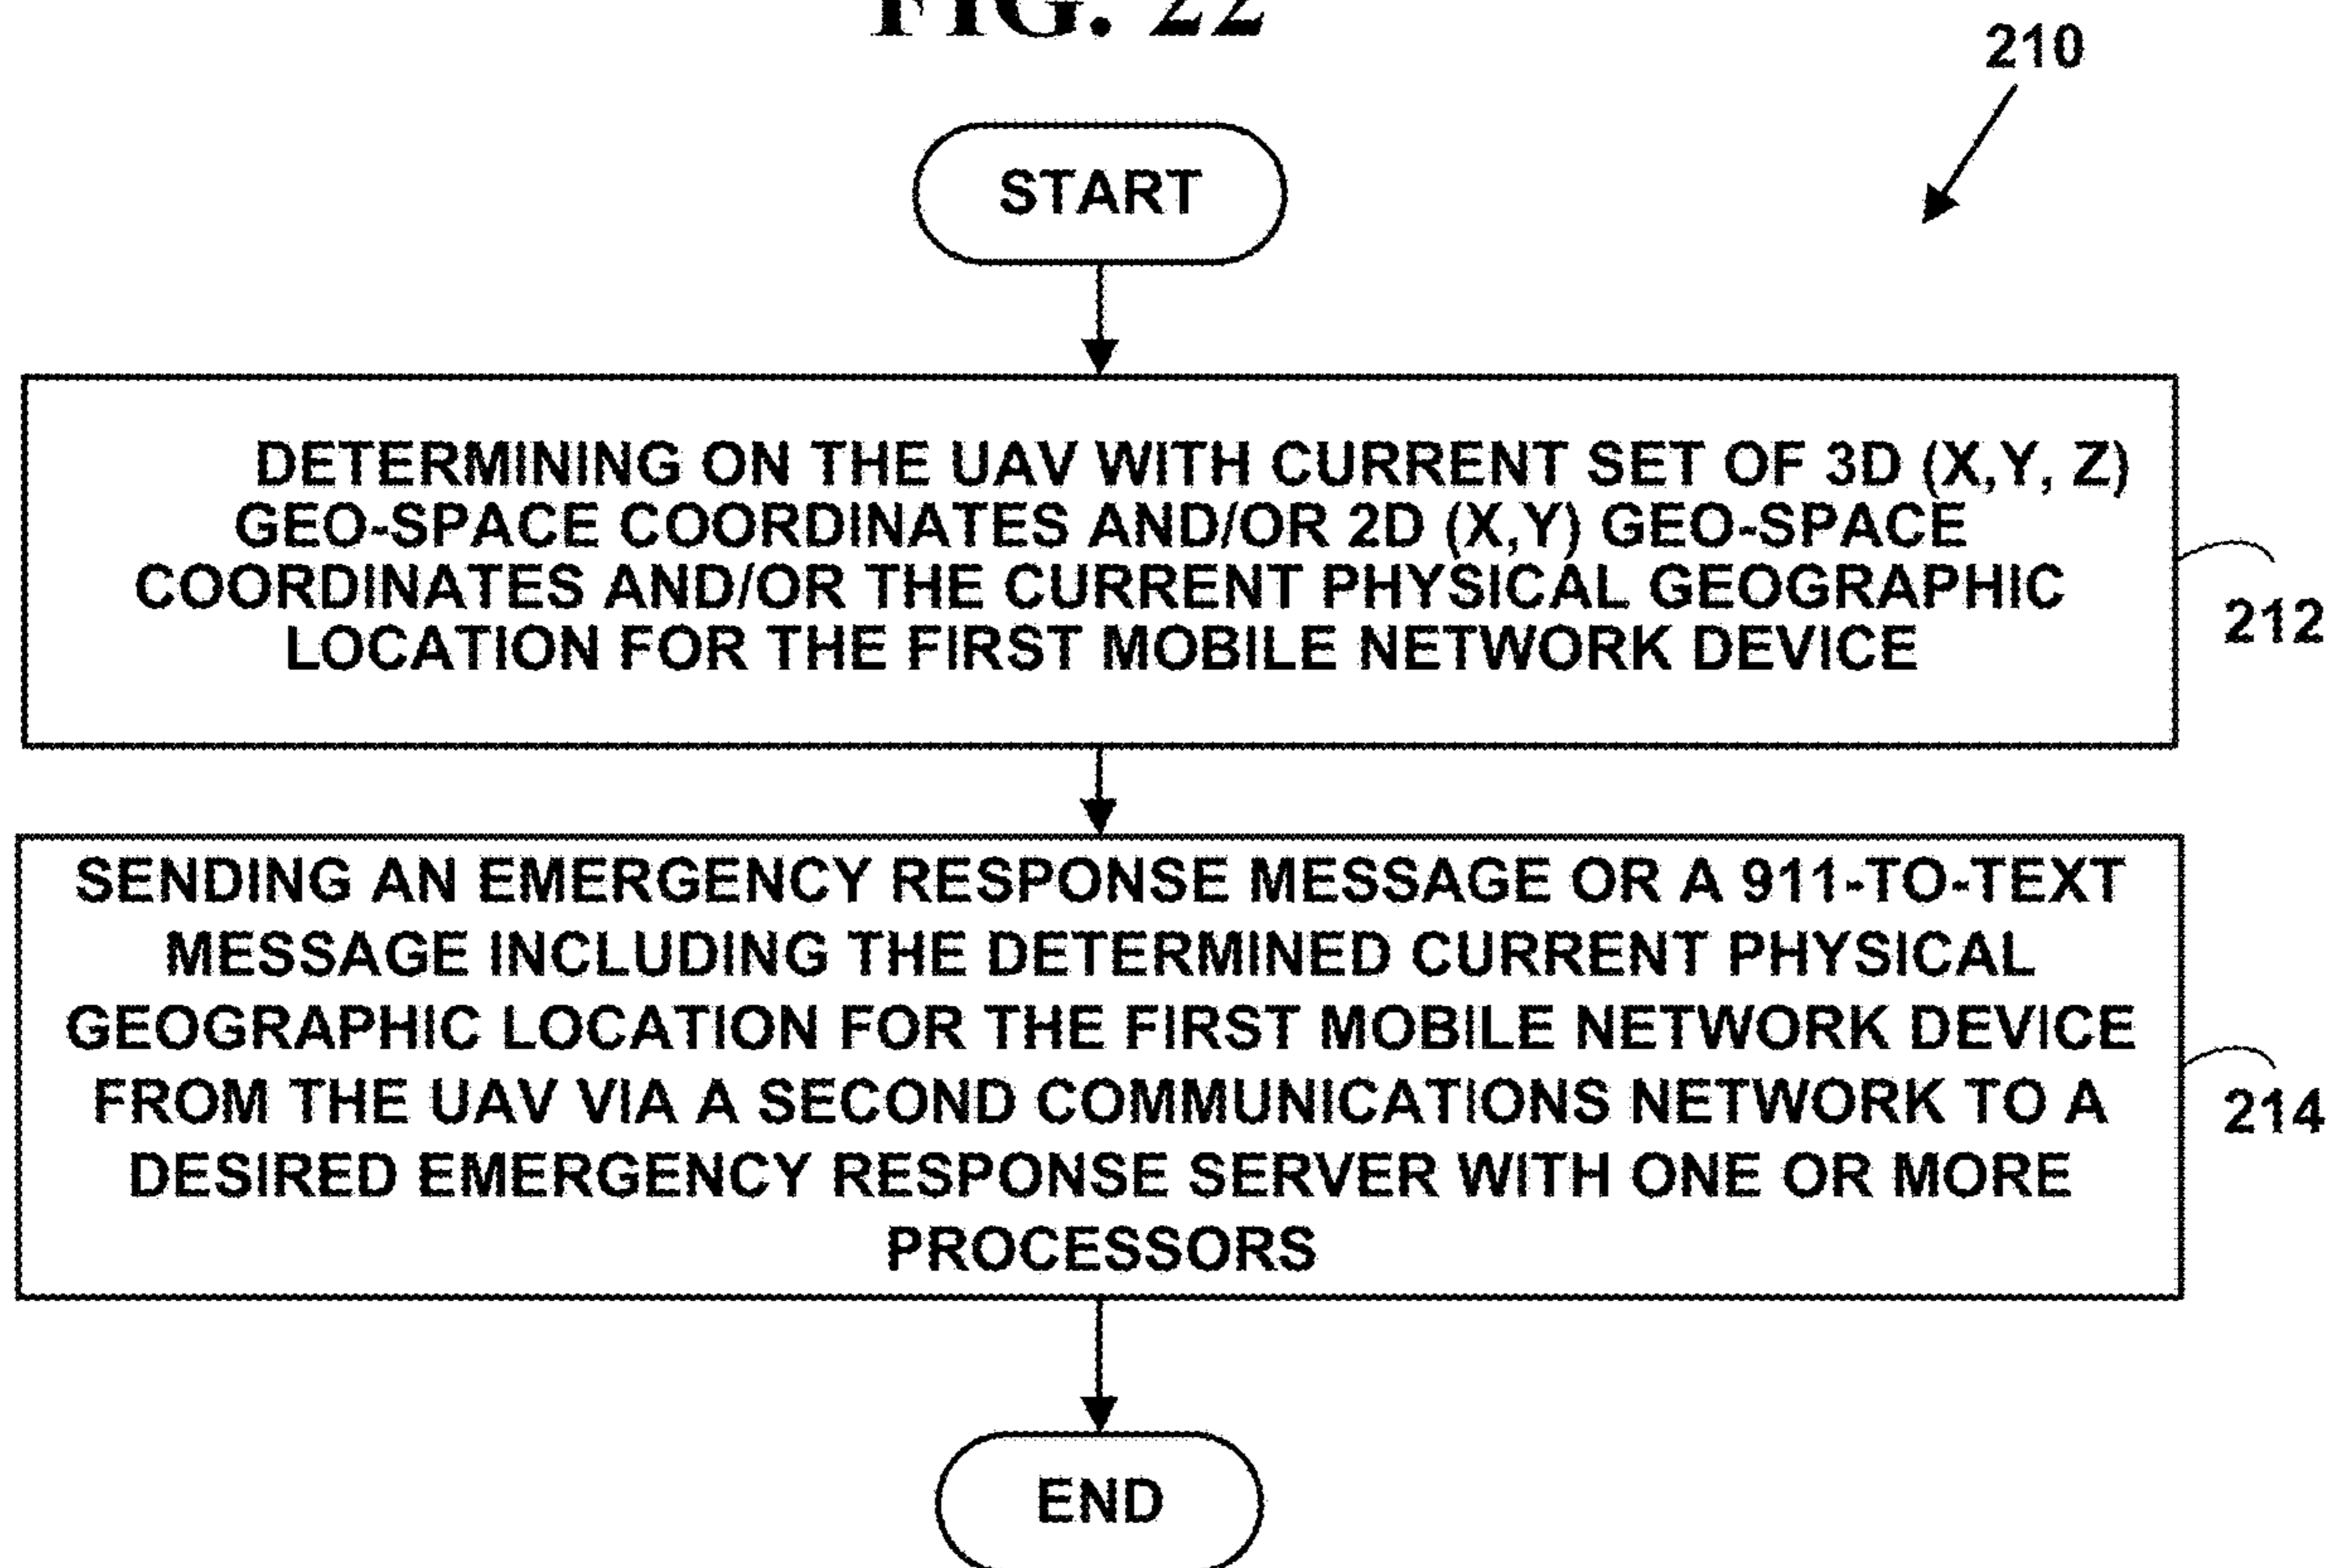 FIG. 22
210
START
DETERMINING ON THE UAV WITH CURRENT SET OF 3D (X,Y, Z)
GEO-SPACE COORDINATES AND/OR 2D (X,Y) GEO-SPACE
COORDINATES AND/OR THE CURRENT PHYSICAL GEOGRAPHIC
LOCATION FOR THE FIRST MOBILE NETWORK DEVICE
212
SENDING AN EMERGENCY RESPONSE MESSAGE OR A 911-TO-TEXT
MESSAGE INCLUDING THE DETERMINED CURRENT PHYSICAL
GEOGRAPHIC LOCATION FOR THE FIRST MOBILE NETWORK DEVICE
FROM THE UAV VIA A SECOND COMMUNICATIONS NETWORK TO A
DESIRED EMERGENCY RESPONSE SERVER WITH ONE OR MORE
PROCESSORS
214
END